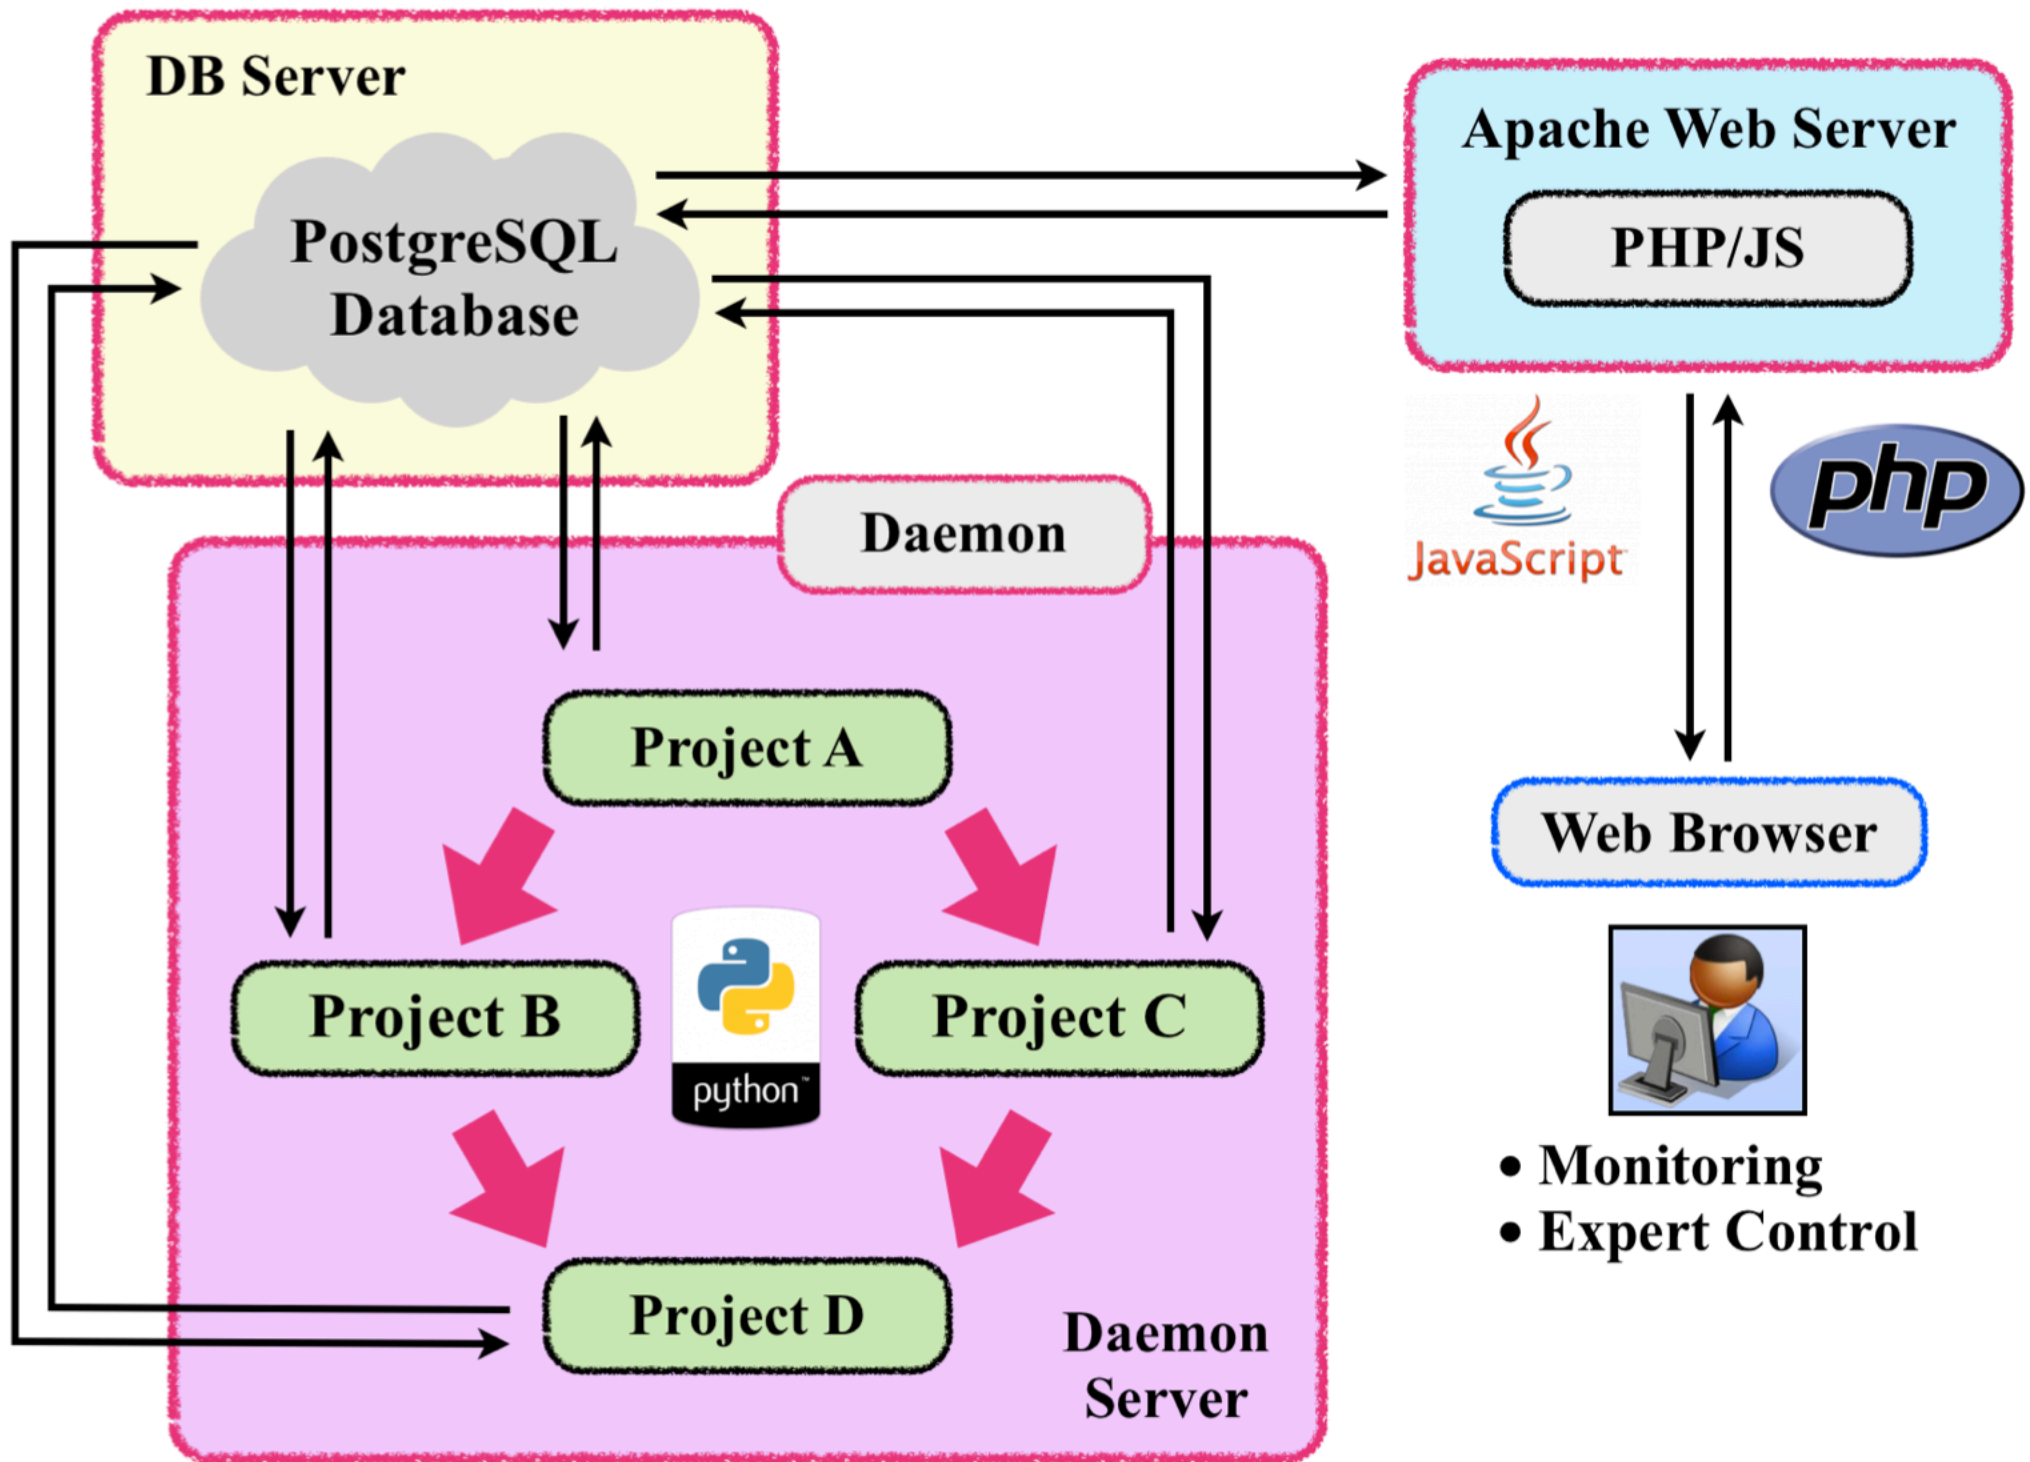 DB Server
PostgreSQL
Database
Apache Web Server
PHP/JS
JavaScript
php
Daemon
Project A
Web Browser
Project B
python™
Project C
• Monitoring
• Expert Control
Project D
Daemon
Server